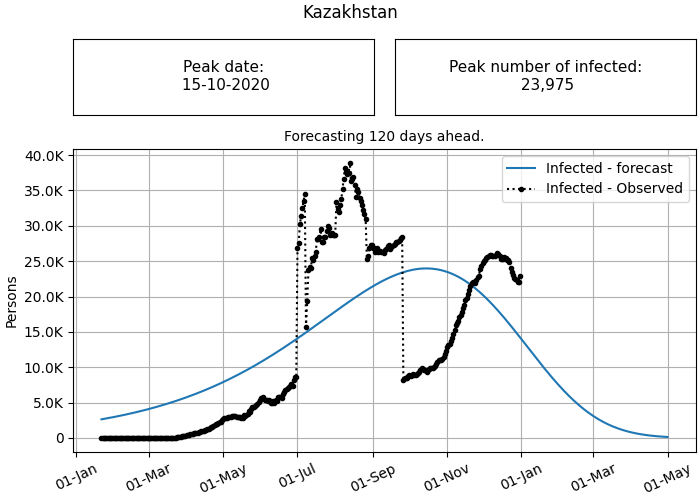 Kazakhstan
Peak date:
15-10-2020
Peak number of infected:
23,975
Forecasting 120 days ahead.
Infected - forecast
Infected - Observed
Persons
40.0K
35.0K
30.0K
25.0K
20.0K
15.0K
10.0K
5.0K
0
01-Jan
01-Mar
01-May
01-Jul
01-Sep
01-Nov
01-Jan
01-Mar
01-May